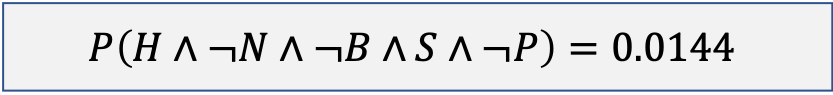 P(H ∧ ¬N ∧ ¬B ∧ S ∧ ¬P) = 0.0144